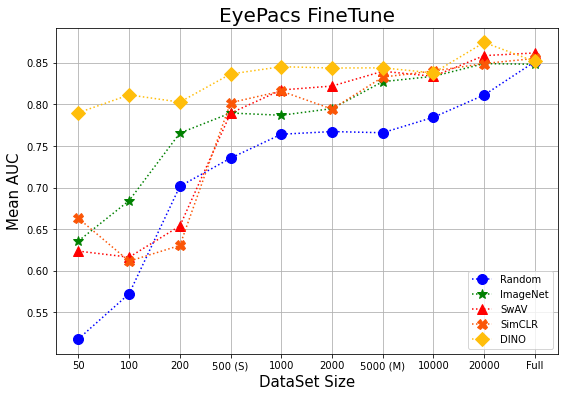 EyePacs FineTune
Mean AUC
0.85
0.80
0.75
0.70
0.65
0.60
0.55
50 100 200 500 (S) 1000 2000 5000 (M) 10000 20000 Full
DataSet Size
Random
ImageNet
SwAV
SimCLR
DINO